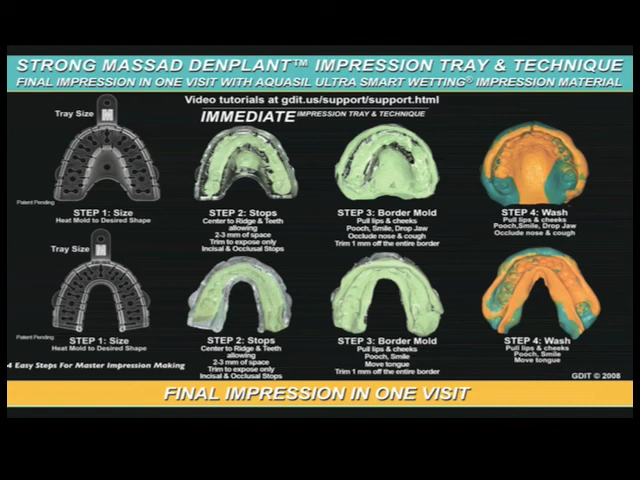 STRONG MASSAD DENPLANT™ IMPRESSION TRAY & TECHNIQUE
FINAL IMPRESSION IN ONE VISIT WITH AQUASIL ULTRA SMART WETTING® IMPRESSION MATERIAL
Video tutorials at gdit.us/support/support.html
IMMEDIATE IMPRESSION TRAY & TECHNIQUE
Tray Size
Patent Pending
STEP 1: Size
Heat Mold to Desired Shape
STEP 2: Stops
Center to Ridge & Teeth
allowing
2-3 mm of space
Trim to expose only
Incisal & Occlusal Stops
STEP 3: Border Mold
Pull lips & cheeks
Pooch, Smile, Drop Jaw
Occlude nose & cough
Trim 1 mm off the entire border
STEP 4: Wash
Pull lips & cheeks
Pooch,Smile, Drop Jaw
Occlude nose & cough
Tray Size
Patent Pending
STEP 1: Size
Heat Mold to Desired Shape
STEP 2: Stops
Center to Ridge & Teeth
allowing
2-3 mm of space
Trim to expose only
Incisal & Occlusal Stops
STEP 3: Border Mold
Pull lips & cheeks
Pooch, Smile
Move tongue
Trim 1 mm off the entire border
STEP 4: Wash
Pull lips & cheeks
Pooch, Smile
Move tongue
4 Easy Steps For Master Impression Making
GDIT © 2008
FINAL IMPRESSION IN ONE VISIT